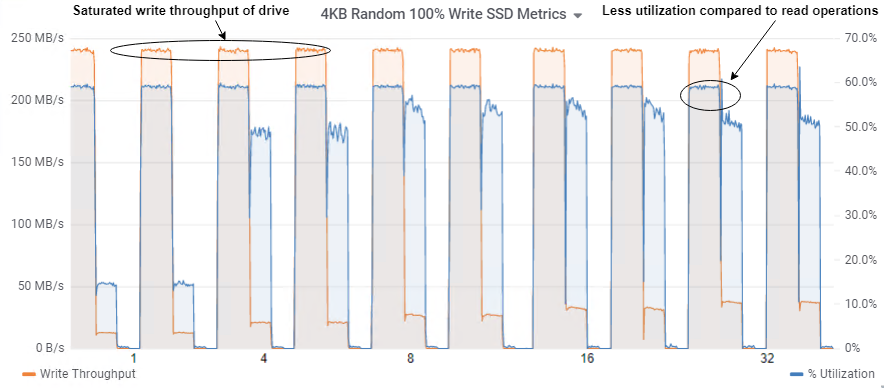 Saturated write throughput of drive
Less utilization compared to read operations
4KB Random 100% Write SSD Metrics
250 MB/s
70.0%
60.0%
200 MB/s
50.0%
150 MB/s
40.0%
100 MB/s
30.0%
20.0%
50 MB/s
10.0%
0 B/s
0%
1
4
8
16
32
Write Throughput
% Utilization